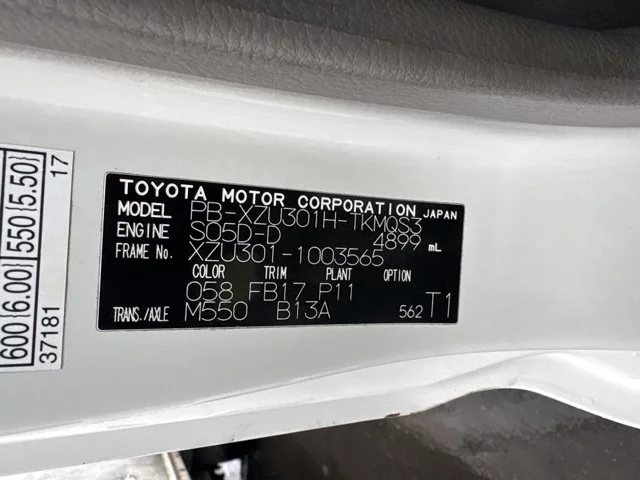 TOYOTA MOTOR CORPORATION JAPAN
MODEL PB-XZU301H-TKMQS3
ENGINE S05D-D 4899 mL
FRAME No. XZU301-1003565
COLOR TRIM PLANT OPTION
058 FB17 P11
TRANS./AXLE M550 B13A 562 T1
600(6.00) 550(5.50)
37181 17